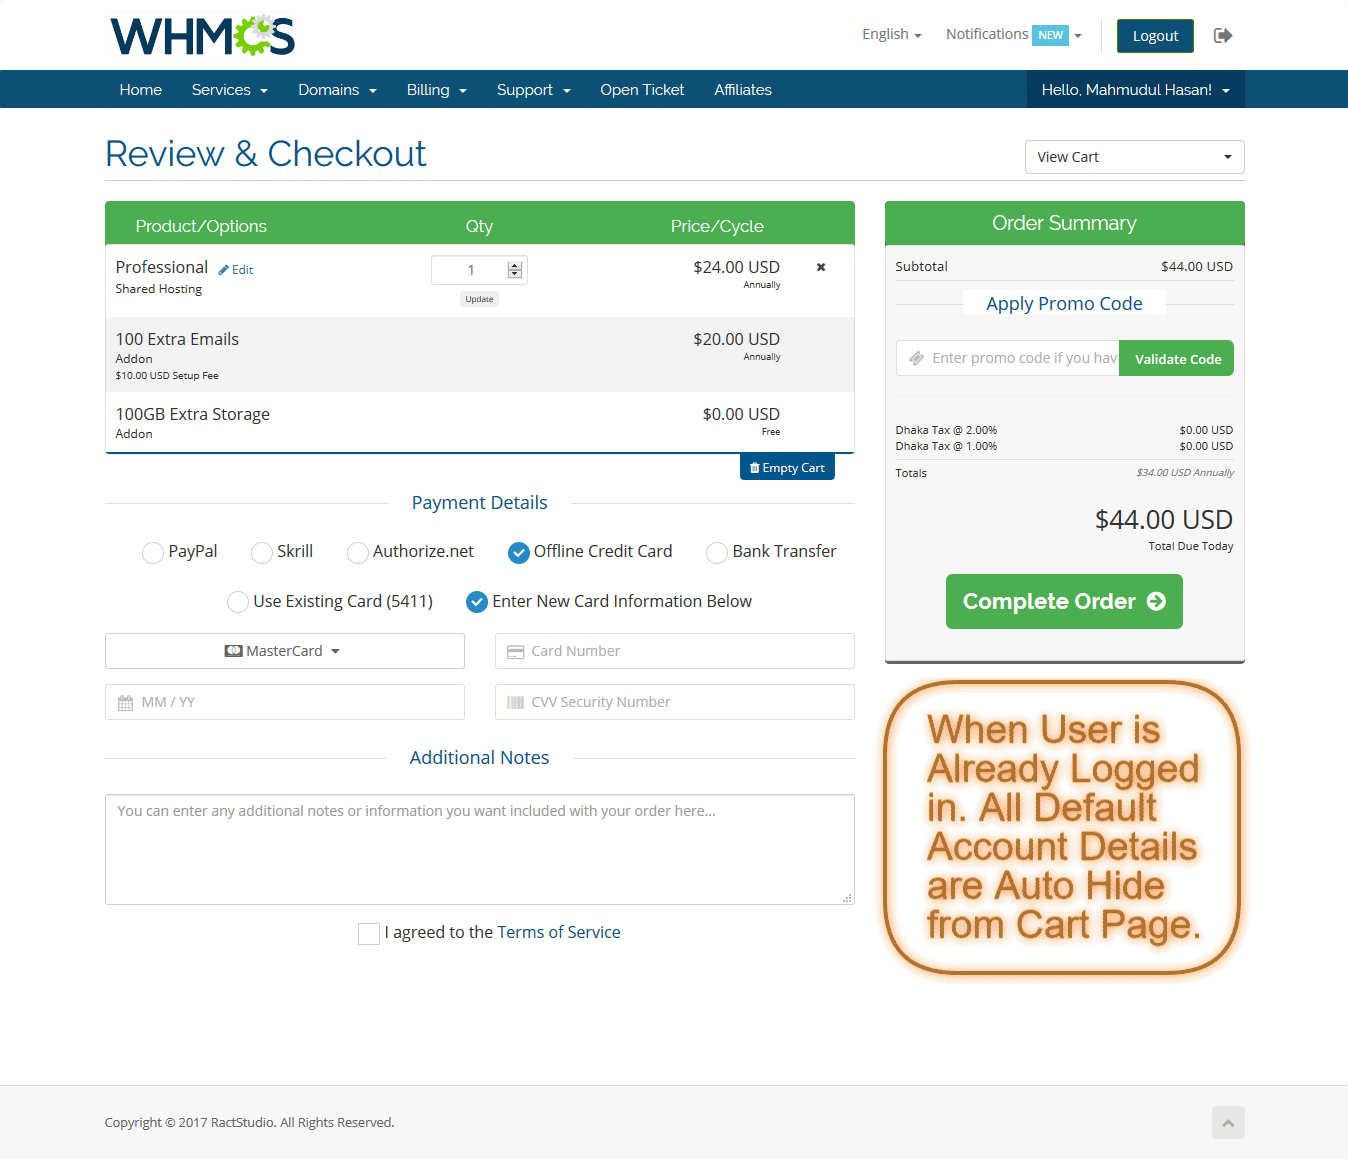 WHMCS
English
Notifications NEW
Logout
Home Services Domains Billing Support Open Ticket Affiliates
Hello, Mahmudul Hasan!
Review & Checkout
View Cart
Product/Options Qty Price/Cycle
Professional Edit 1 $24.00 USD
Shared Hosting Update Annually
100 Extra Emails $20.00 USD
Addon Annually
$10.00 USD Setup Fee
100GB Extra Storage $0.00 USD
Addon Free
Empty Cart
Order Summary
Subtotal $44.00 USD
Apply Promo Code
Enter promo code if you hav Validate Code
Dhaka Tax @ 2.00% $0.00 USD
Dhaka Tax @ 1.00% $0.00 USD
Totals $34.00 USD Annually
$44.00 USD
Total Due Today
Complete Order
Payment Details
PayPal Skrill Authorize.net Offline Credit Card Bank Transfer
Use Existing Card (5411) Enter New Card Information Below
MasterCard Card Number
MM / YY CVV Security Number
Additional Notes
You can enter any additional notes or information you want included with your order here...
I agreed to the Terms of Service
When User is
Already Logged
in. All Default
Account Details
are Auto Hide
from Cart Page.
Copyright © 2017 RactStudio. All Rights Reserved.